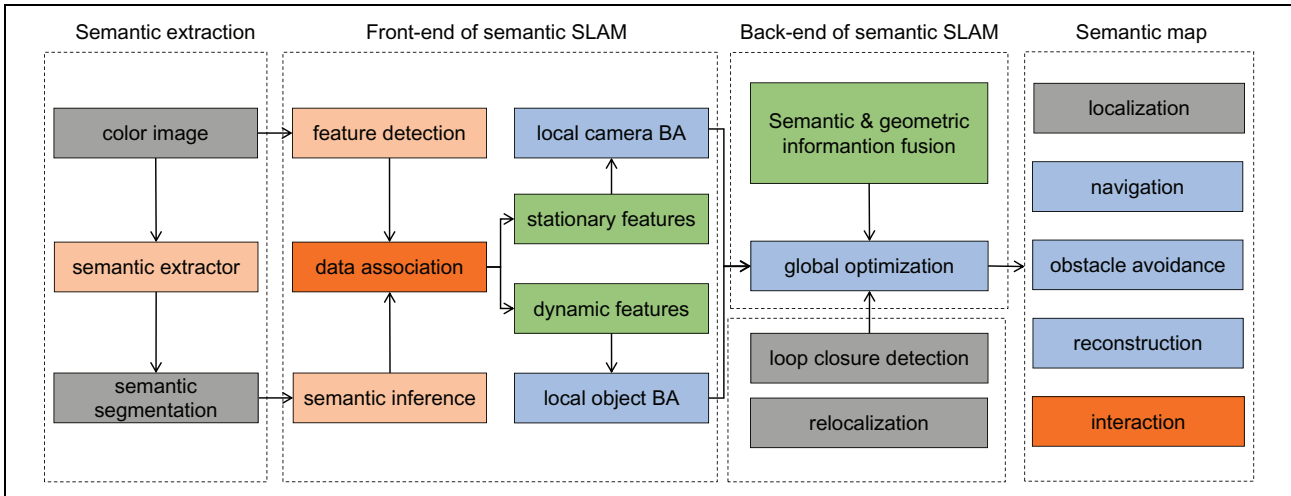 Semantic extraction
color image
semantic extractor
semantic
segmentation
Front-end of semantic SLAM
feature detection
data association
semantic inference
local camera BA
stationary features
dynamic features
local object BA
Back-end of semantic SLAM
Semantic & geometric
informantion fusion
global optimization
loop closure detection
relocalization
Semantic map
localization
navigation
obstacle avoidance
reconstruction
interaction